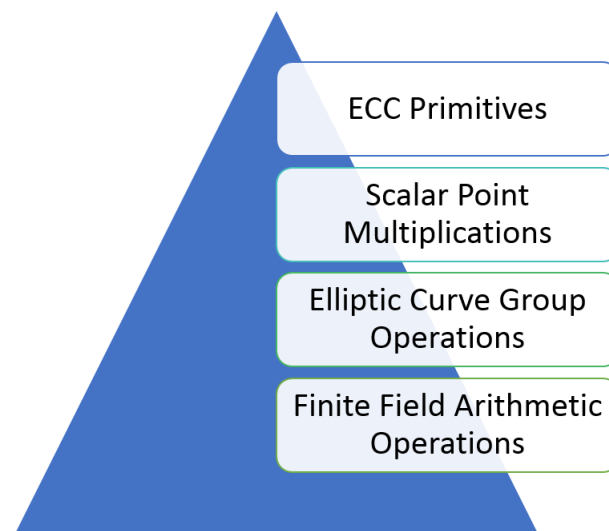 ECC Primitives
Scalar Point
Multiplications
Elliptic Curve Group
Operations
Finite Field Arithmetic
Operations